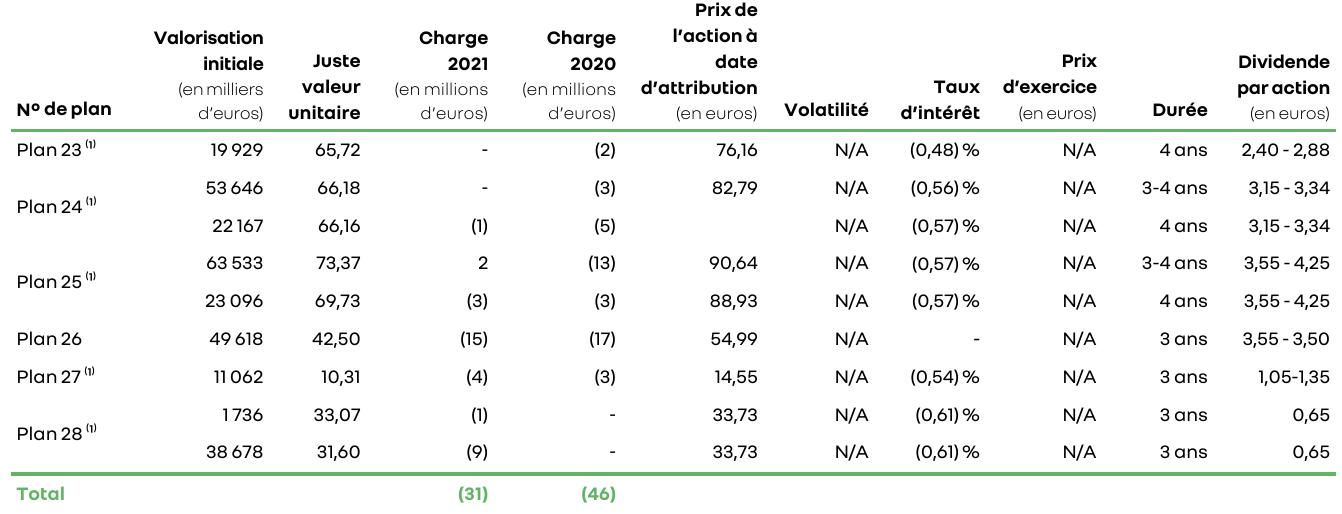 Nº de plan Valorisation initiale (en milliers d'euros) Juste valeur unitaire Charge 2021 (en millions d'euros) Charge 2020 (en millions d'euros) Prix de l'action à date d'attribution (en euros) Volatilité Taux d'intérêt Prix d'exercice (en euros) Durée Dividende par action (en euros)
Plan 23 (1) 19 929 65,72 - (2) 76,16 N/A (0,48) % N/A 4 ans 2,40 - 2,88
Plan 24 (1) 53 646 66,18 - (3) 82,79 N/A (0,56) % N/A 3-4 ans 3,15 - 3,34
22 167 66,16 (1) (5) N/A (0,57) % N/A 4 ans 3,15 - 3,34
Plan 25 (1) 63 533 73,37 2 (13) 90,64 N/A (0,57) % N/A 3-4 ans 3,55 - 4,25
23 096 69,73 (3) (3) 88,93 N/A (0,57) % N/A 4 ans 3,55 - 4,25
Plan 26 49 618 42,50 (15) (17) 54,99 N/A - N/A 3 ans 3,55 - 3,50
Plan 27 (1) 11 062 10,31 (4) (3) 14,55 N/A (0,54) % N/A 3 ans 1,05-1,35
Plan 28 (1) 1 736 33,07 (1) - 33,73 N/A (0,61) % N/A 3 ans 0,65
38 678 31,60 (9) - 33,73 N/A (0,61) % N/A 3 ans 0,65
Total (31) (46)